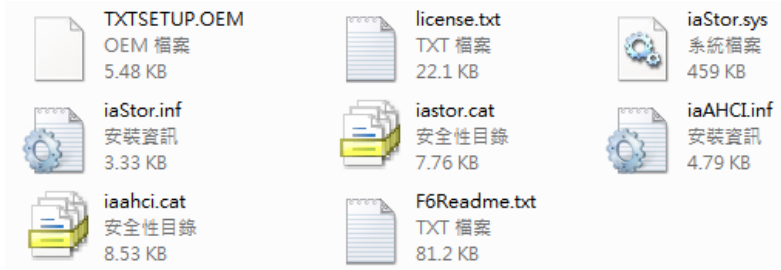 TXTSETUP.OEM
OEM 檔案
5.48 KB
license.txt
TXT 檔案
22.1 KB
iaStor.sys
系統檔案
459 KB
iaStor.inf
安裝資訊
3.33 KB
iastor.cat
安全性目錄
7.76 KB
iaAHCI.inf
安裝資訊
4.79 KB
iaahci.cat
安全性目錄
8.53 KB
F6Readme.txt
TXT 檔案
81.2 KB